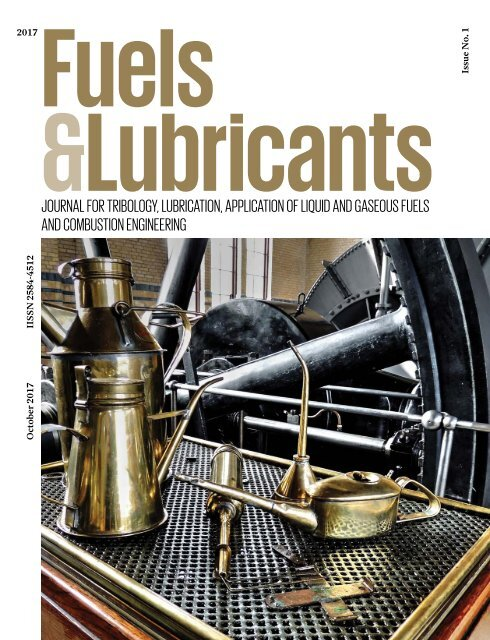 2017
Issue No. 1
Fuels
&Lubricants
JOURNAL FOR TRIBOLOGY, LUBRICATION, APPLICATION OF LIQUID AND GASEOUS FUELS
AND COMBUSTION ENGINEERING
IISSN 2584-4512
October 2017